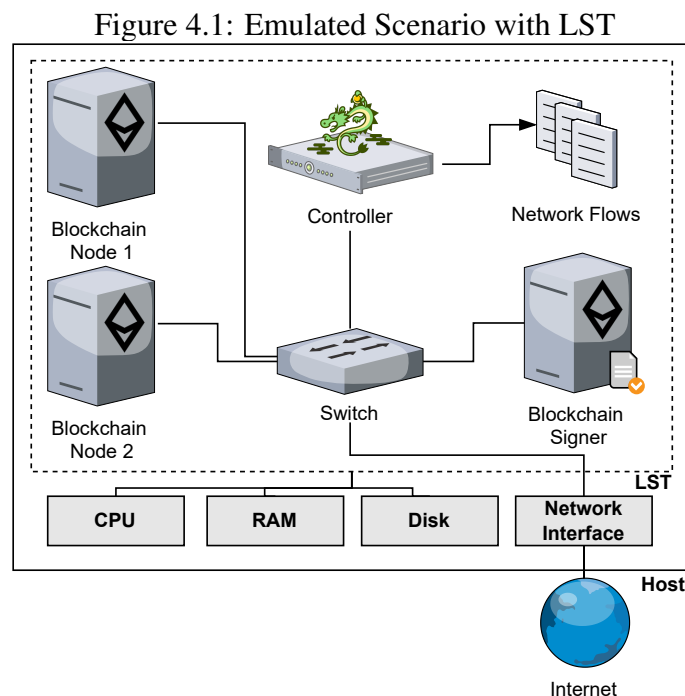 Figure 4.1: Emulated Scenario with LST
Blockchain
Node 1
Controller
Network Flows
Blockchain
Node 2
Switch
Blockchain
Signer
LST
CPU
RAM
Disk
Network
Interface
Host
Internet